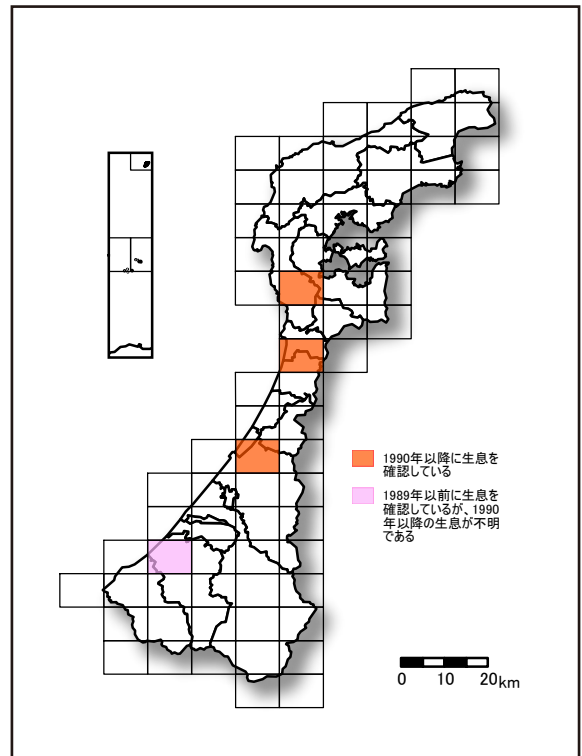 1990年以降に生息を
確認している
1989年以前に生息を
確認しているが、1990
年以降の生息が不明
である
0 10 20km